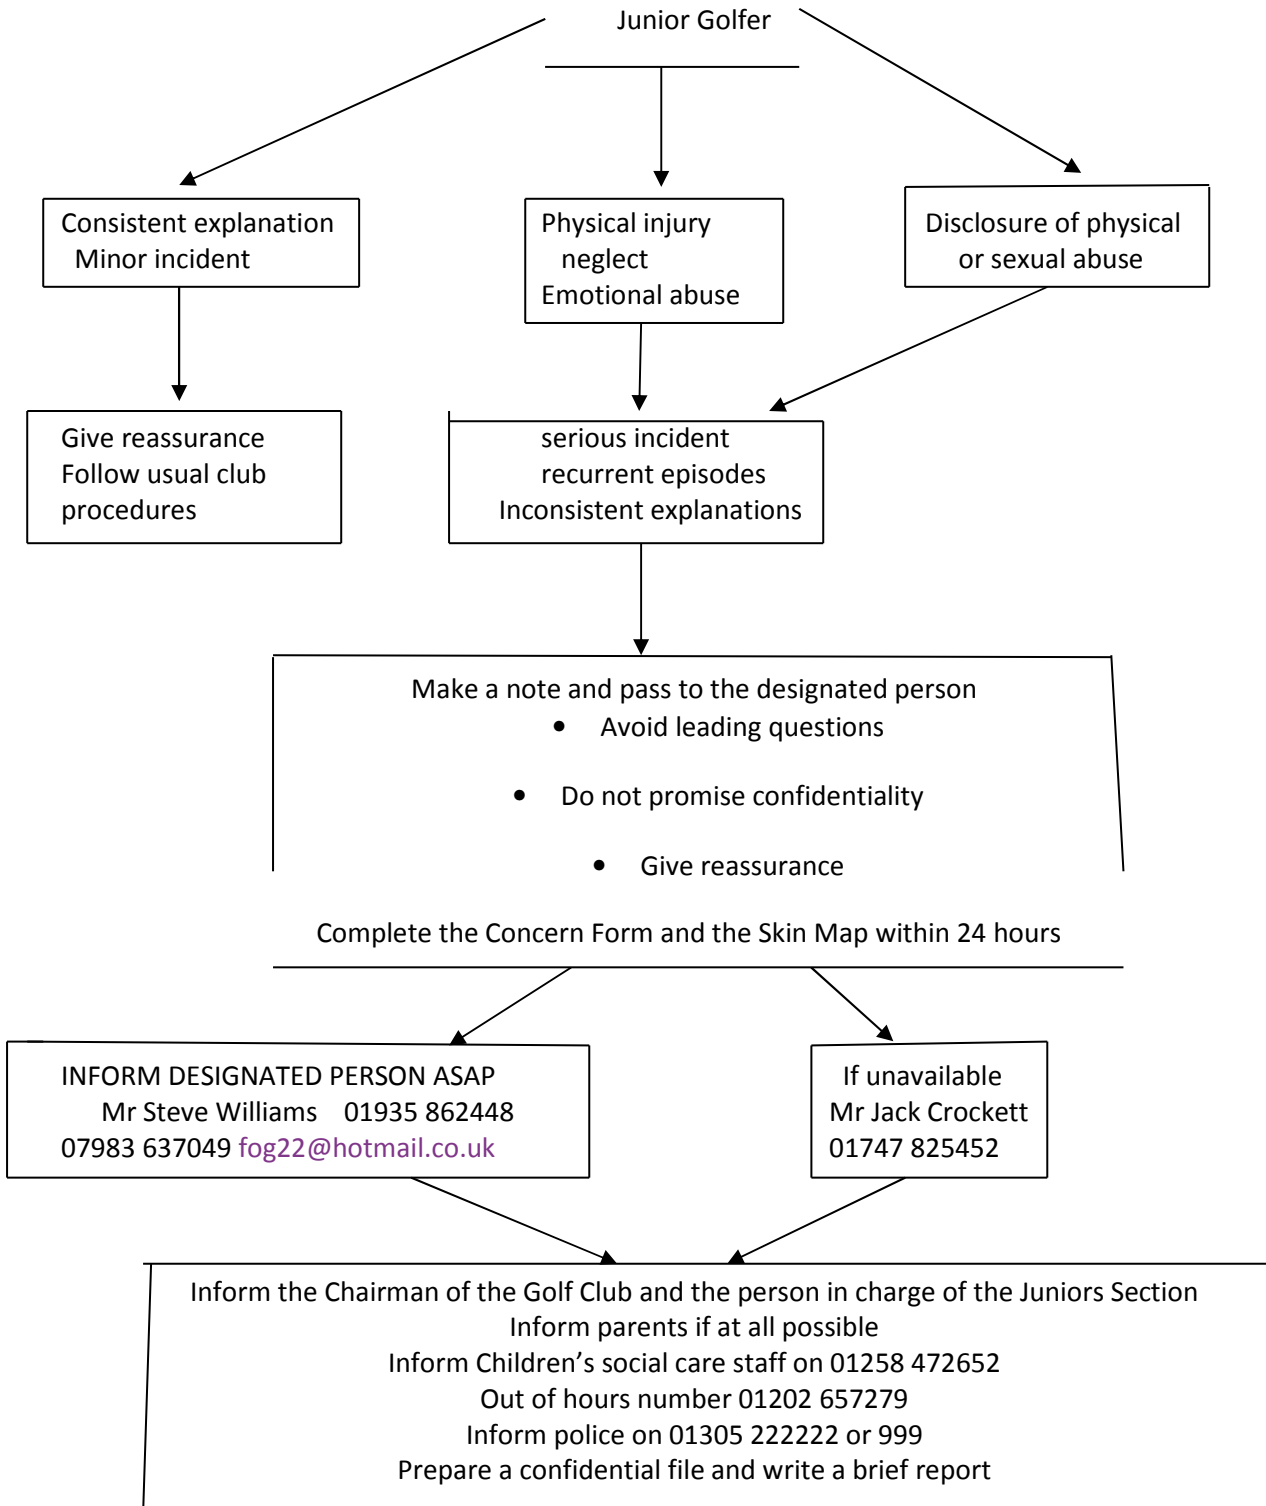 Junior Golfer
Consistent explanation
Minor incident
Physical injury
neglect
Emotional abuse
Disclosure of physical
or sexual abuse
Give reassurance
Follow usual club
procedures
serious incident
recurrent episodes
Inconsistent explanations
Make a note and pass to the designated person
• Avoid leading questions
• Do not promise confidentiality
• Give reassurance
Complete the Concern Form and the Skin Map within 24 hours
INFORM DESIGNATED PERSON ASAP
Mr Steve Williams 01935 862448
07983 637049 fog22@hotmail.co.uk
If unavailable
Mr Jack Crockett
01747 825452
Inform the Chairman of the Golf Club and the person in charge of the Juniors Section
Inform parents if at all possible
Inform Children’s social care staff on 01258 472652
Out of hours number 01202 657279
Inform police on 01305 222222 or 999
Prepare a confidential file and write a brief report